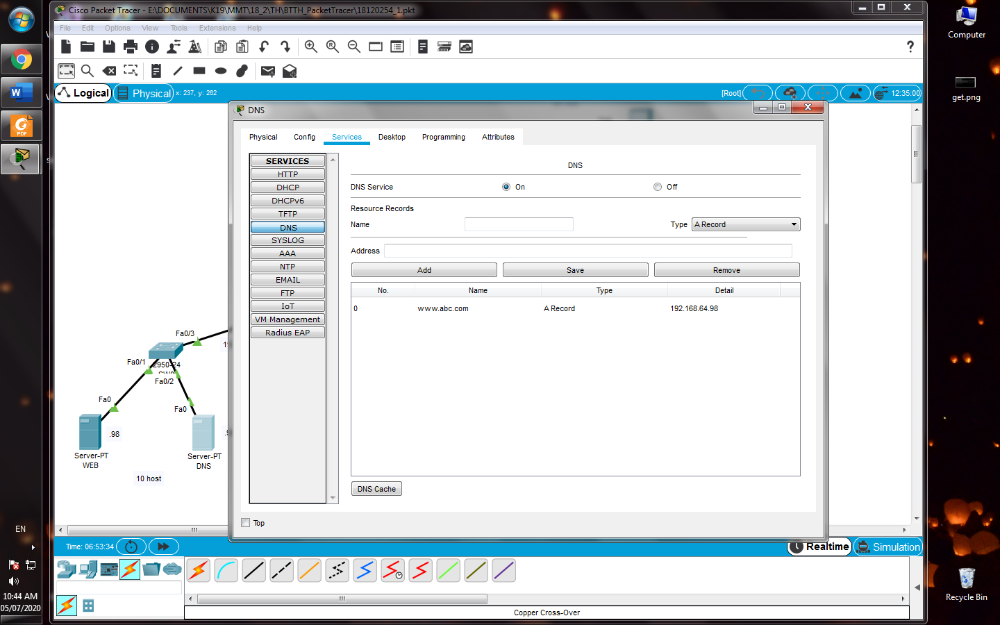 Cisco Packet Tracer - E:\DOCUMENTS\K19\MMT\18_2\TH\BTTH_PacketTracer\18120254_1.pkt
File Edit Options View Tools Extensions Help
Logical
Physical
x: 237, y: 262
[Root]
12:35:00
DNS
Physical Config Services Desktop Programming Attributes
SERVICES
HTTP
DHCP
DHCPv6
TFTP
DNS
SYSLOG
AAA
NTP
EMAIL
FTP
IoT
VM Management
Radius EAP
DNS
DNS Service On Off
Resource Records
Name Type A Record
Address
Add Save Remove
No. Name Type Detail
0 www.abc.com A Record 192.168.64.98
DNS Cache
Top
Fa0/3
Fa0/1
2950-24
Fa0/2
Fa0
Fa0
.98
Server-PT
WEB
Server-PT
DNS
10 host
Time: 06:53:34
Realtime
Simulation
Copper Cross-Over
Computer
get.png
Recycle Bin
EN
10:44 AM
05/07/2020
PDF
W